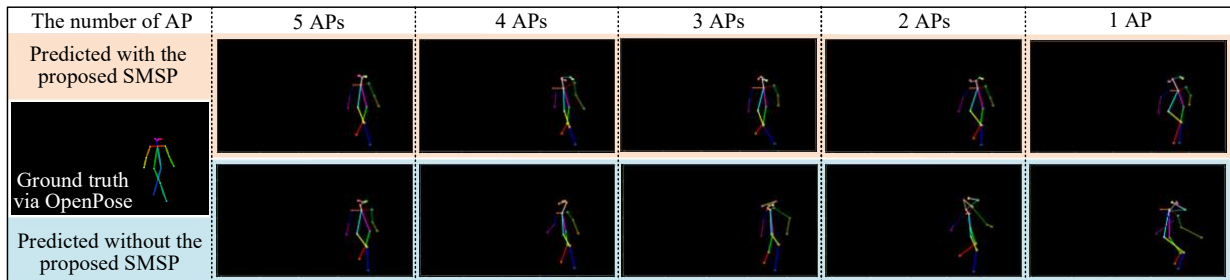 The number of AP
5 APs
4 APs
3 APs
2 APs
1 AP
Predicted with the
proposed SMSP
Ground truth
via OpenPose
Predicted without the
proposed SMSP